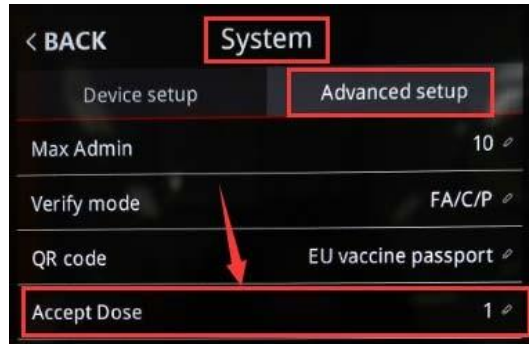 < BACK System
Device setup Advanced setup
Max Admin 10
Verify mode FA/C/P
QR code EU vaccine passport
Accept Dose 1